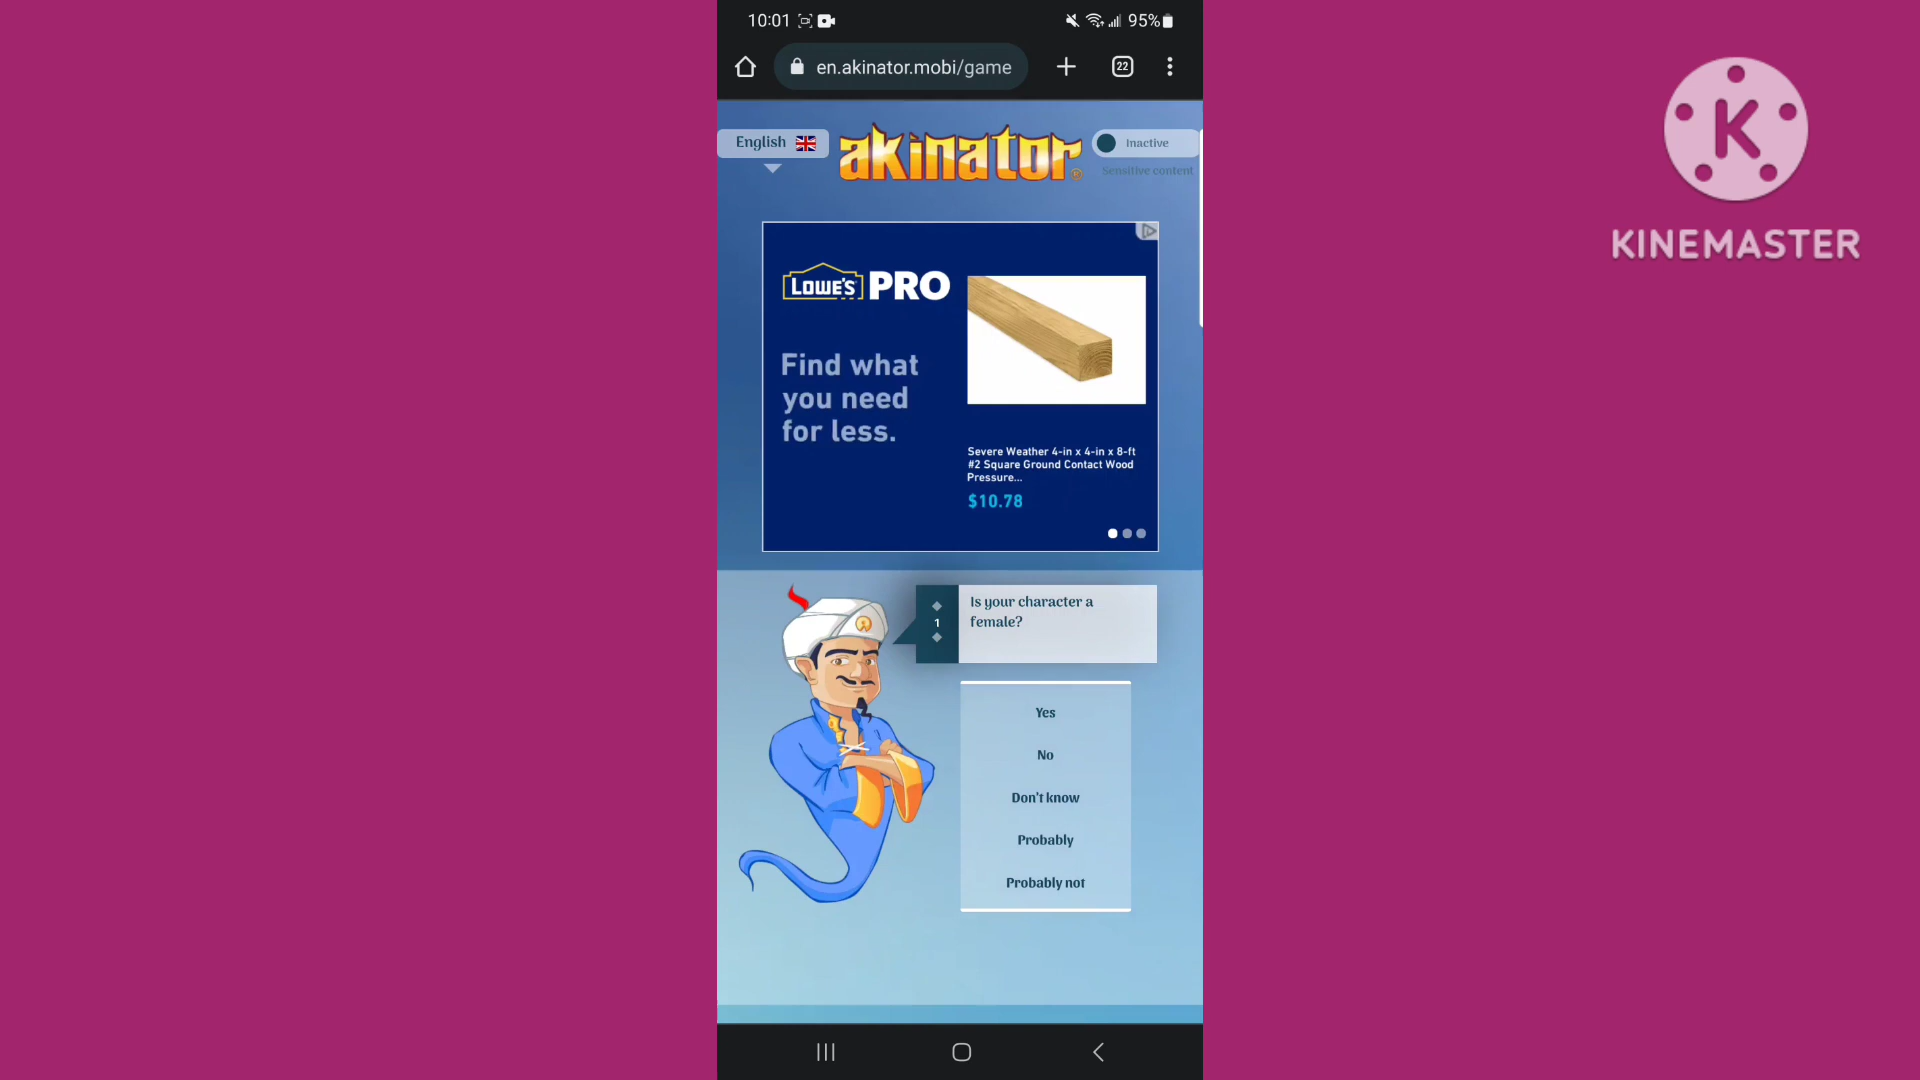 10:01
95%
en.akinator.mobi/game
22
English
akinator
Inactive
Sensitive content
K
KINEMASTER
LOWE'S PRO
Find what
you need
for less.
Severe Weather 4-in x 4-in x 8-ft
#2 Square Ground Contact Wood
Pressure...
$10.78
1
Is your character a
female?
Yes
No
Don't know
Probably
Probably not